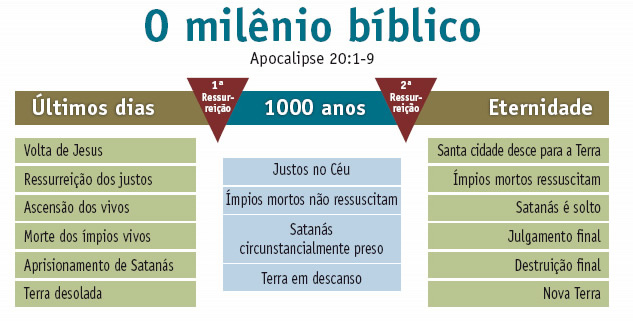 O milênio bíblico
Apocalipse 20:1-9
1ª
Ressur-
reição
2ª
Ressur-
reição
Últimos dias
1000 anos
Eternidade
Volta de Jesus
Ressurreição dos justos
Ascensão dos vivos
Morte dos ímpios vivos
Aprisionamento de Satanás
Terra desolada
Justos no Céu
Ímpios mortos não ressuscitam
Satanás
circunstancialmente preso
Terra em descanso
Santa cidade desce para a Terra
Ímpios mortos ressuscitam
Satanás é solto
Julgamento final
Destruição final
Nova Terra